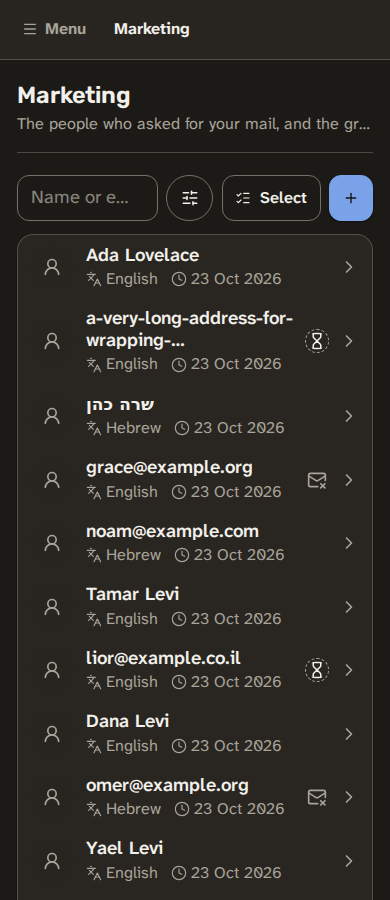 Menu Marketing
Marketing
The people who asked for your mail, and the gr...
Name or e...
Select
Ada Lovelace
English 23 Oct 2026
a-very-long-address-for-
wrapping-...
English 23 Oct 2026
שרה כהן
Hebrew 23 Oct 2026
grace@example.org
English 23 Oct 2026
noam@example.com
Hebrew 23 Oct 2026
Tamar Levi
English 23 Oct 2026
lior@example.co.il
English 23 Oct 2026
Dana Levi
English 23 Oct 2026
omer@example.org
Hebrew 23 Oct 2026
Yael Levi
English 23 Oct 2026